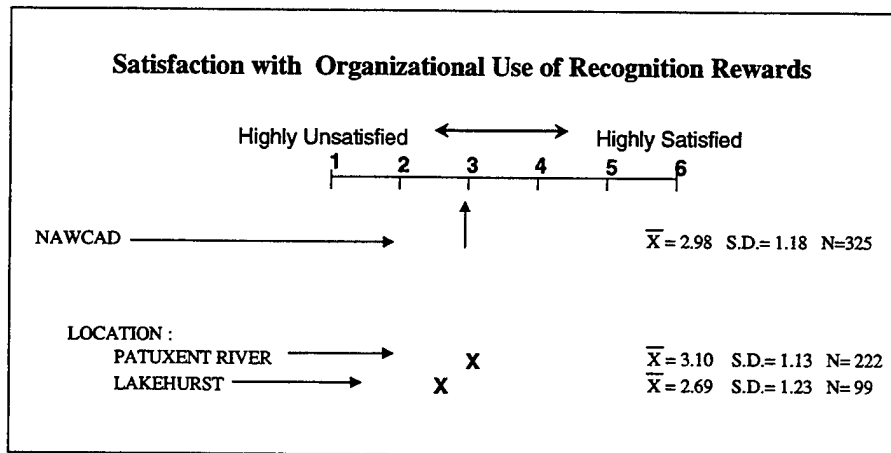 Satisfaction with Organizational Use of Recognition Rewards
Highly Unsatisfied Highly Satisfied
1 2 3 4 5 6
NAWCAD X̅ = 2.98 S.D.= 1.18 N=325
LOCATION :
PATUXENT RIVER X X̅ = 3.10 S.D.= 1.13 N= 222
LAKEHURST X X̅ = 2.69 S.D.= 1.23 N= 99